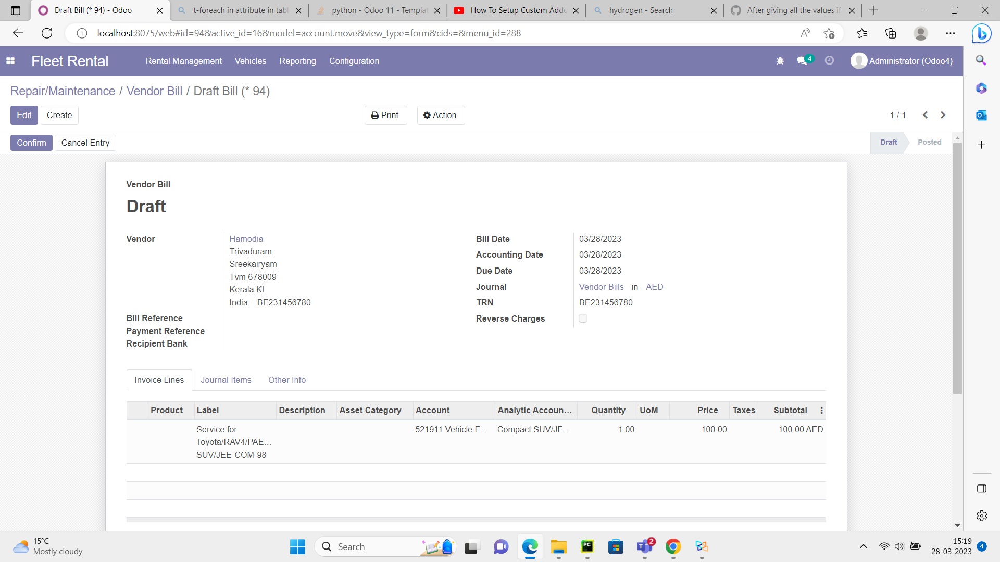 Draft Bill (* 94) - Odoo
t-foreach in attribute in tabl
python - Odoo 11 - Templat
How To Setup Custom Addo
hydrogen - Search
After giving all the values if
localhost:8075/web#id=94&active_id=16&model=account.move&view_type=form&cids=&menu_id=288
Fleet Rental
Rental Management
Vehicles
Reporting
Configuration
4
Administrator (Odoo4)
Repair/Maintenance / Vendor Bill / Draft Bill (* 94)
Edit
Create
Print
Action
1 / 1
Confirm
Cancel Entry
Draft
Posted
Vendor Bill
Draft
Vendor
Hamodia
Trivaduram
Sreekairyam
Tvm 678009
Kerala KL
India – BE231456780
Bill Reference
Payment Reference
Recipient Bank
Bill Date 03/28/2023
Accounting Date 03/28/2023
Due Date 03/28/2023
Journal Vendor Bills in AED
TRN BE231456780
Reverse Charges
Invoice Lines
Journal Items
Other Info
Product Label Description Asset Category Account Analytic Accoun... Quantity UoM Price Taxes Subtotal
Service for 521911 Vehicle E... Compact SUV/JE... 1.00 100.00 100.00 AED
Toyota/RAV4/PAE...
SUV/JEE-COM-98
15°C
Mostly cloudy
Search
PC
2
15:19
28-03-2023
4